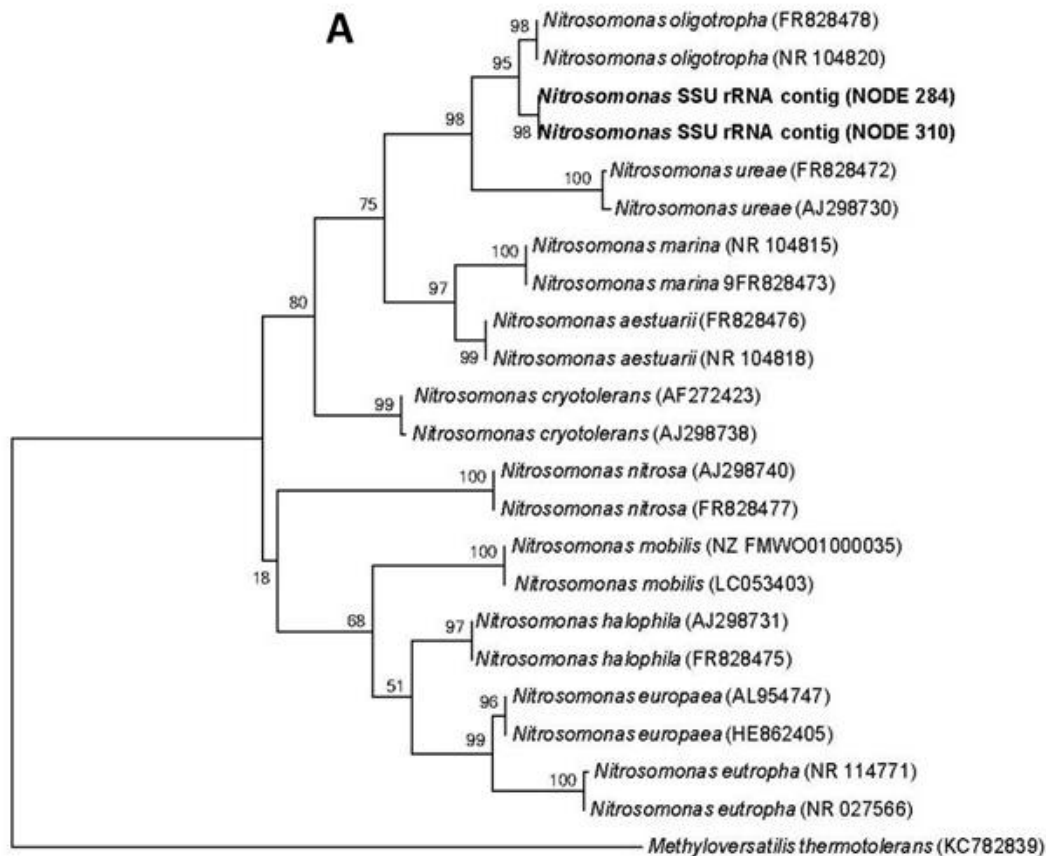 A
98
Nitrosomonas oligotropha (FR828478)
Nitrosomonas oligotropha (NR 104820)
95
Nitrosomonas SSU rRNA contig (NODE 284)
98
Nitrosomonas SSU rRNA contig (NODE 310)
98
Nitrosomonas ureae (FR828472)
100
Nitrosomonas ureae (AJ298730)
75
Nitrosomonas marina (NR 104815)
100
Nitrosomonas marina 9FR828473)
97
Nitrosomonas aestuarii (FR828476)
80
Nitrosomonas aestuarii (NR 104818)
99
Nitrosomonas cryotolerans (AF272423)
99
Nitrosomonas cryotolerans (AJ298738)
Nitrosomonas nitrosa (AJ298740)
100
Nitrosomonas nitrosa (FR828477)
Nitrosomonas mobilis (NZ FMWO01000035)
100
18
Nitrosomonas mobilis (LC053403)
68
Nitrosomonas halophila (AJ298731)
97
Nitrosomonas halophila (FR828475)
51
Nitrosomonas europaea (AL954747)
96
Nitrosomonas europaea (HE862405)
99
Nitrosomonas eutropha (NR 114771)
100
Nitrosomonas eutropha (NR 027566)
Methyloversatilis thermotolerans (KC782839)